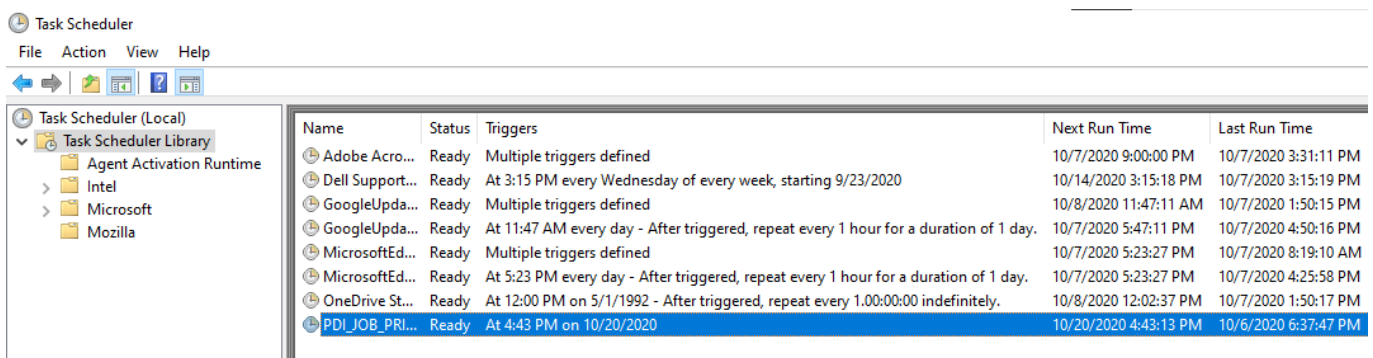 Task Scheduler
File Action View Help
Task Scheduler (Local)
Task Scheduler Library
Agent Activation Runtime
Intel
Microsoft
Mozilla
Name Status Triggers Next Run Time Last Run Time
Adobe Acro... Ready Multiple triggers defined 10/7/2020 9:00:00 PM 10/7/2020 3:31:11 PM
Dell Support... Ready At 3:15 PM every Wednesday of every week, starting 9/23/2020 10/14/2020 3:15:18 PM 10/7/2020 3:15:19 PM
GoogleUpda... Ready Multiple triggers defined 10/8/2020 11:47:11 AM 10/7/2020 1:50:15 PM
GoogleUpda... Ready At 11:47 AM every day - After triggered, repeat every 1 hour for a duration of 1 day. 10/7/2020 5:47:11 PM 10/7/2020 4:50:16 PM
MicrosoftEd... Ready Multiple triggers defined 10/7/2020 5:23:27 PM 10/7/2020 8:19:10 AM
MicrosoftEd... Ready At 5:23 PM every day - After triggered, repeat every 1 hour for a duration of 1 day. 10/7/2020 5:23:27 PM 10/7/2020 4:25:58 PM
OneDrive St... Ready At 12:00 PM on 5/1/1992 - After triggered, repeat every 1.00:00:00 indefinitely. 10/8/2020 12:02:37 PM 10/7/2020 1:50:17 PM
PDI_JOB_PRI... Ready At 4:43 PM on 10/20/2020 10/20/2020 4:43:13 PM 10/6/2020 6:37:47 PM